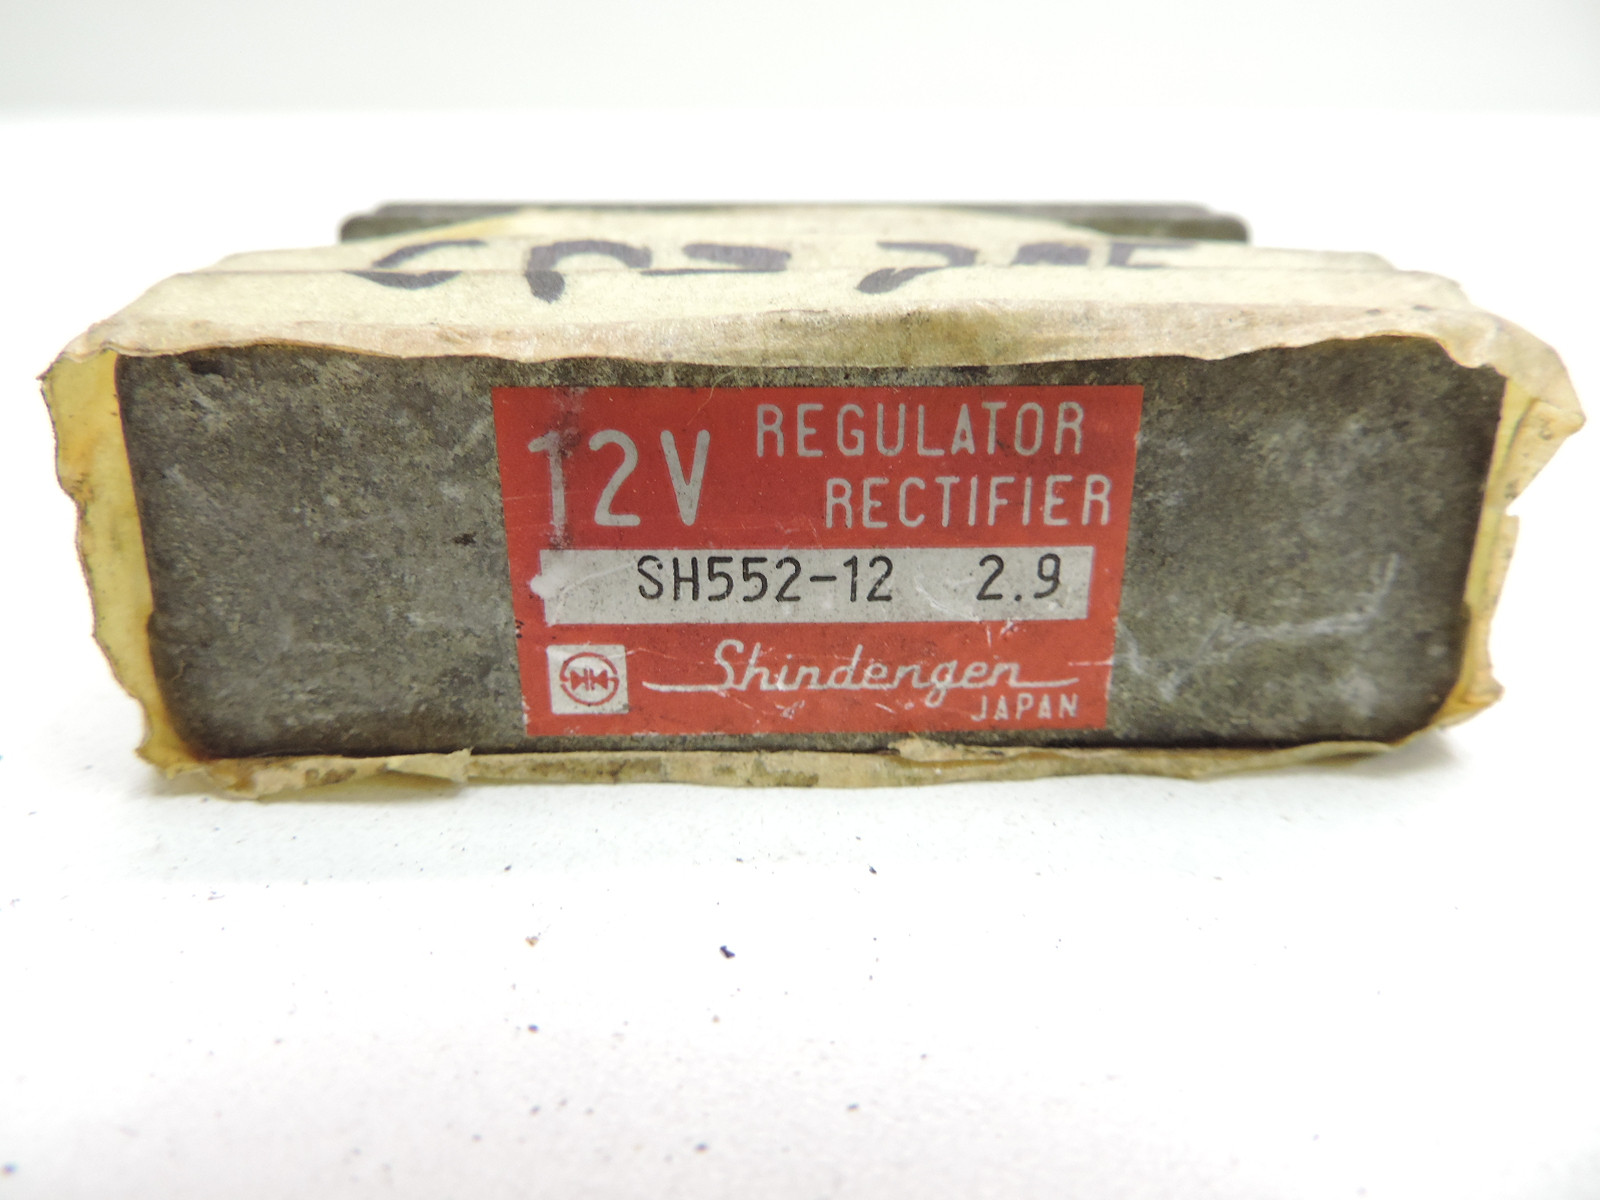 12V REGULATOR
RECTIFIER
SH552-12 2.9
Shindengen
JAPAN